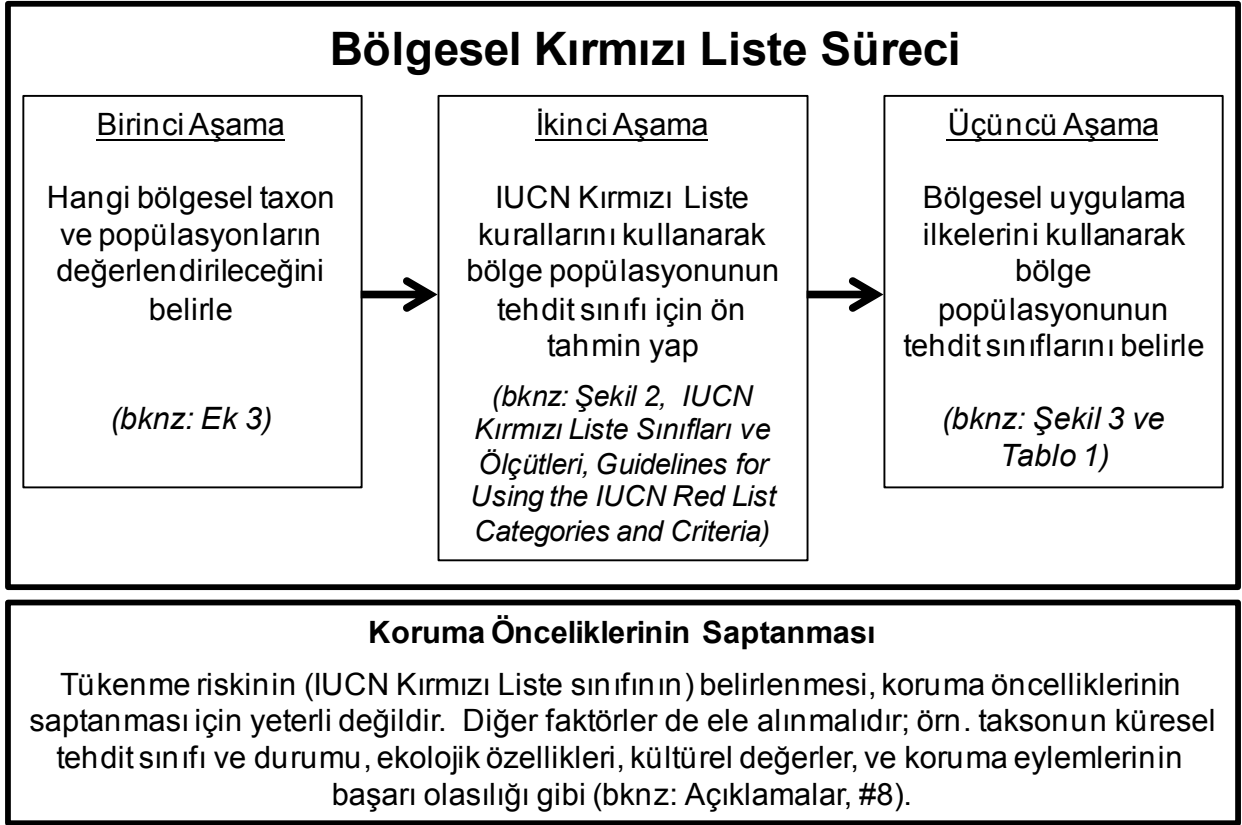 Bölgesel Kırmızı Liste Süreci
Birinci Aşama
Hangi bölgesel taxon
ve popülasyonların
değerlendirileceğini
belirle
(bknz: Ek 3)
İkinci Aşama
IUCN Kırmızı Liste
kurallarını kullanarak
bölge popülasyonunun
tehdit sınıfı için ön
tahmin yap
(bknz: Şekil 2, IUCN
Kırmızı Liste Sınıfları ve
Ölçütleri, Guidelines for
Using the IUCN Red List
Categories and Criteria)
Üçüncü Aşama
Bölgesel uygulama
ilkelerini kullanarak
bölge
popülasyonunun
tehdit sınıflarını belirle
(bknz: Şekil 3 ve
Tablo 1)
Koruma Önceliklerinin Saptanması
Tükenme riskinin (IUCN Kırmızı Liste sınıfının) belirlenmesi, koruma öncelliklerinin
saptanması için yeterli değildir. Diğer faktörler de ele alınmalıdır; örn. taksonun küresel
tehdit sınıfı ve durumu, ekolojik özellikleri, kültürel değerler, ve koruma eylemlerinin
başarı olasılığı gibi (bknz: Açıklamalar, #8).